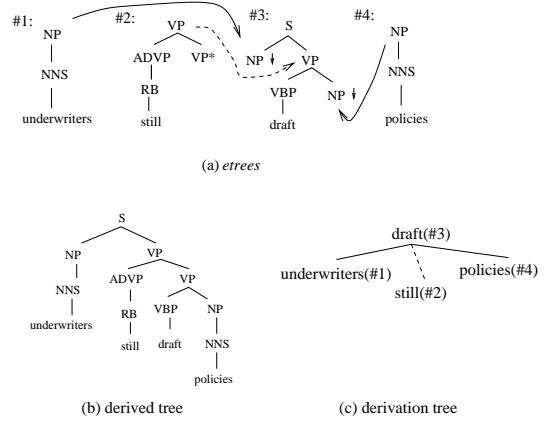 #1: #2: #3: #4:
NP VP S NP
ADVP VP* NP VP
NNS RB VBP NP NNS
underwriters still draft policies
(a) etrees
S
NP VP
NNS ADVP VP
underwriters RB VBP NP
still draft NNS
policies
(b) derived tree
draft(#3)
underwriters(#1) still(#2) policies(#4)
(c) derivation tree